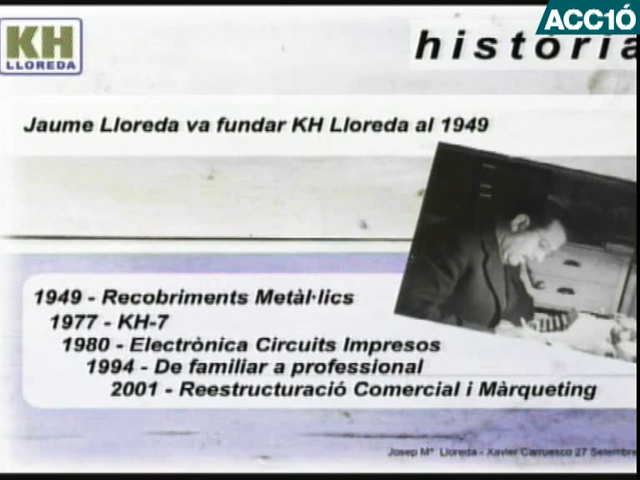 ACC1Ó
KH
LLOREDA
història
Jaume Lloreda va fundar KH Lloreda al 1949
1949 - Recobriments Metàl·lics
1977 - KH-7
1980 - Electrònica Circuits Impresos
1994 - De familiar a professional
2001 - Reestructuració Comercial i Màrqueting
Josep Mª Lloreda - Xavier Carruesco 27 Setembre